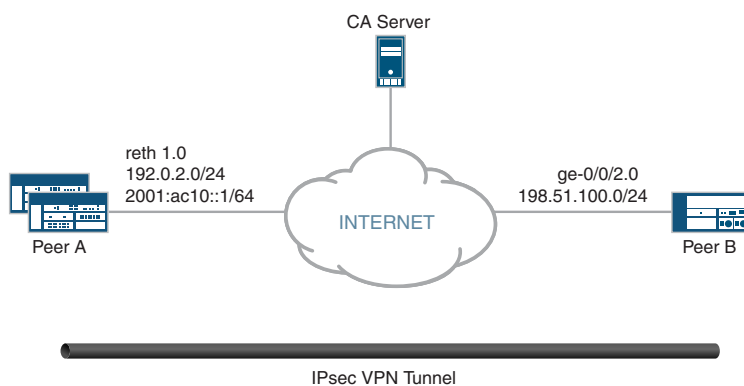 CA Server
reth 1.0
192.0.2.0/24
2001:ac10::1/64
ge-0/0/2.0
198.51.100.0/24
INTERNET
Peer A
Peer B
IPsec VPN Tunnel